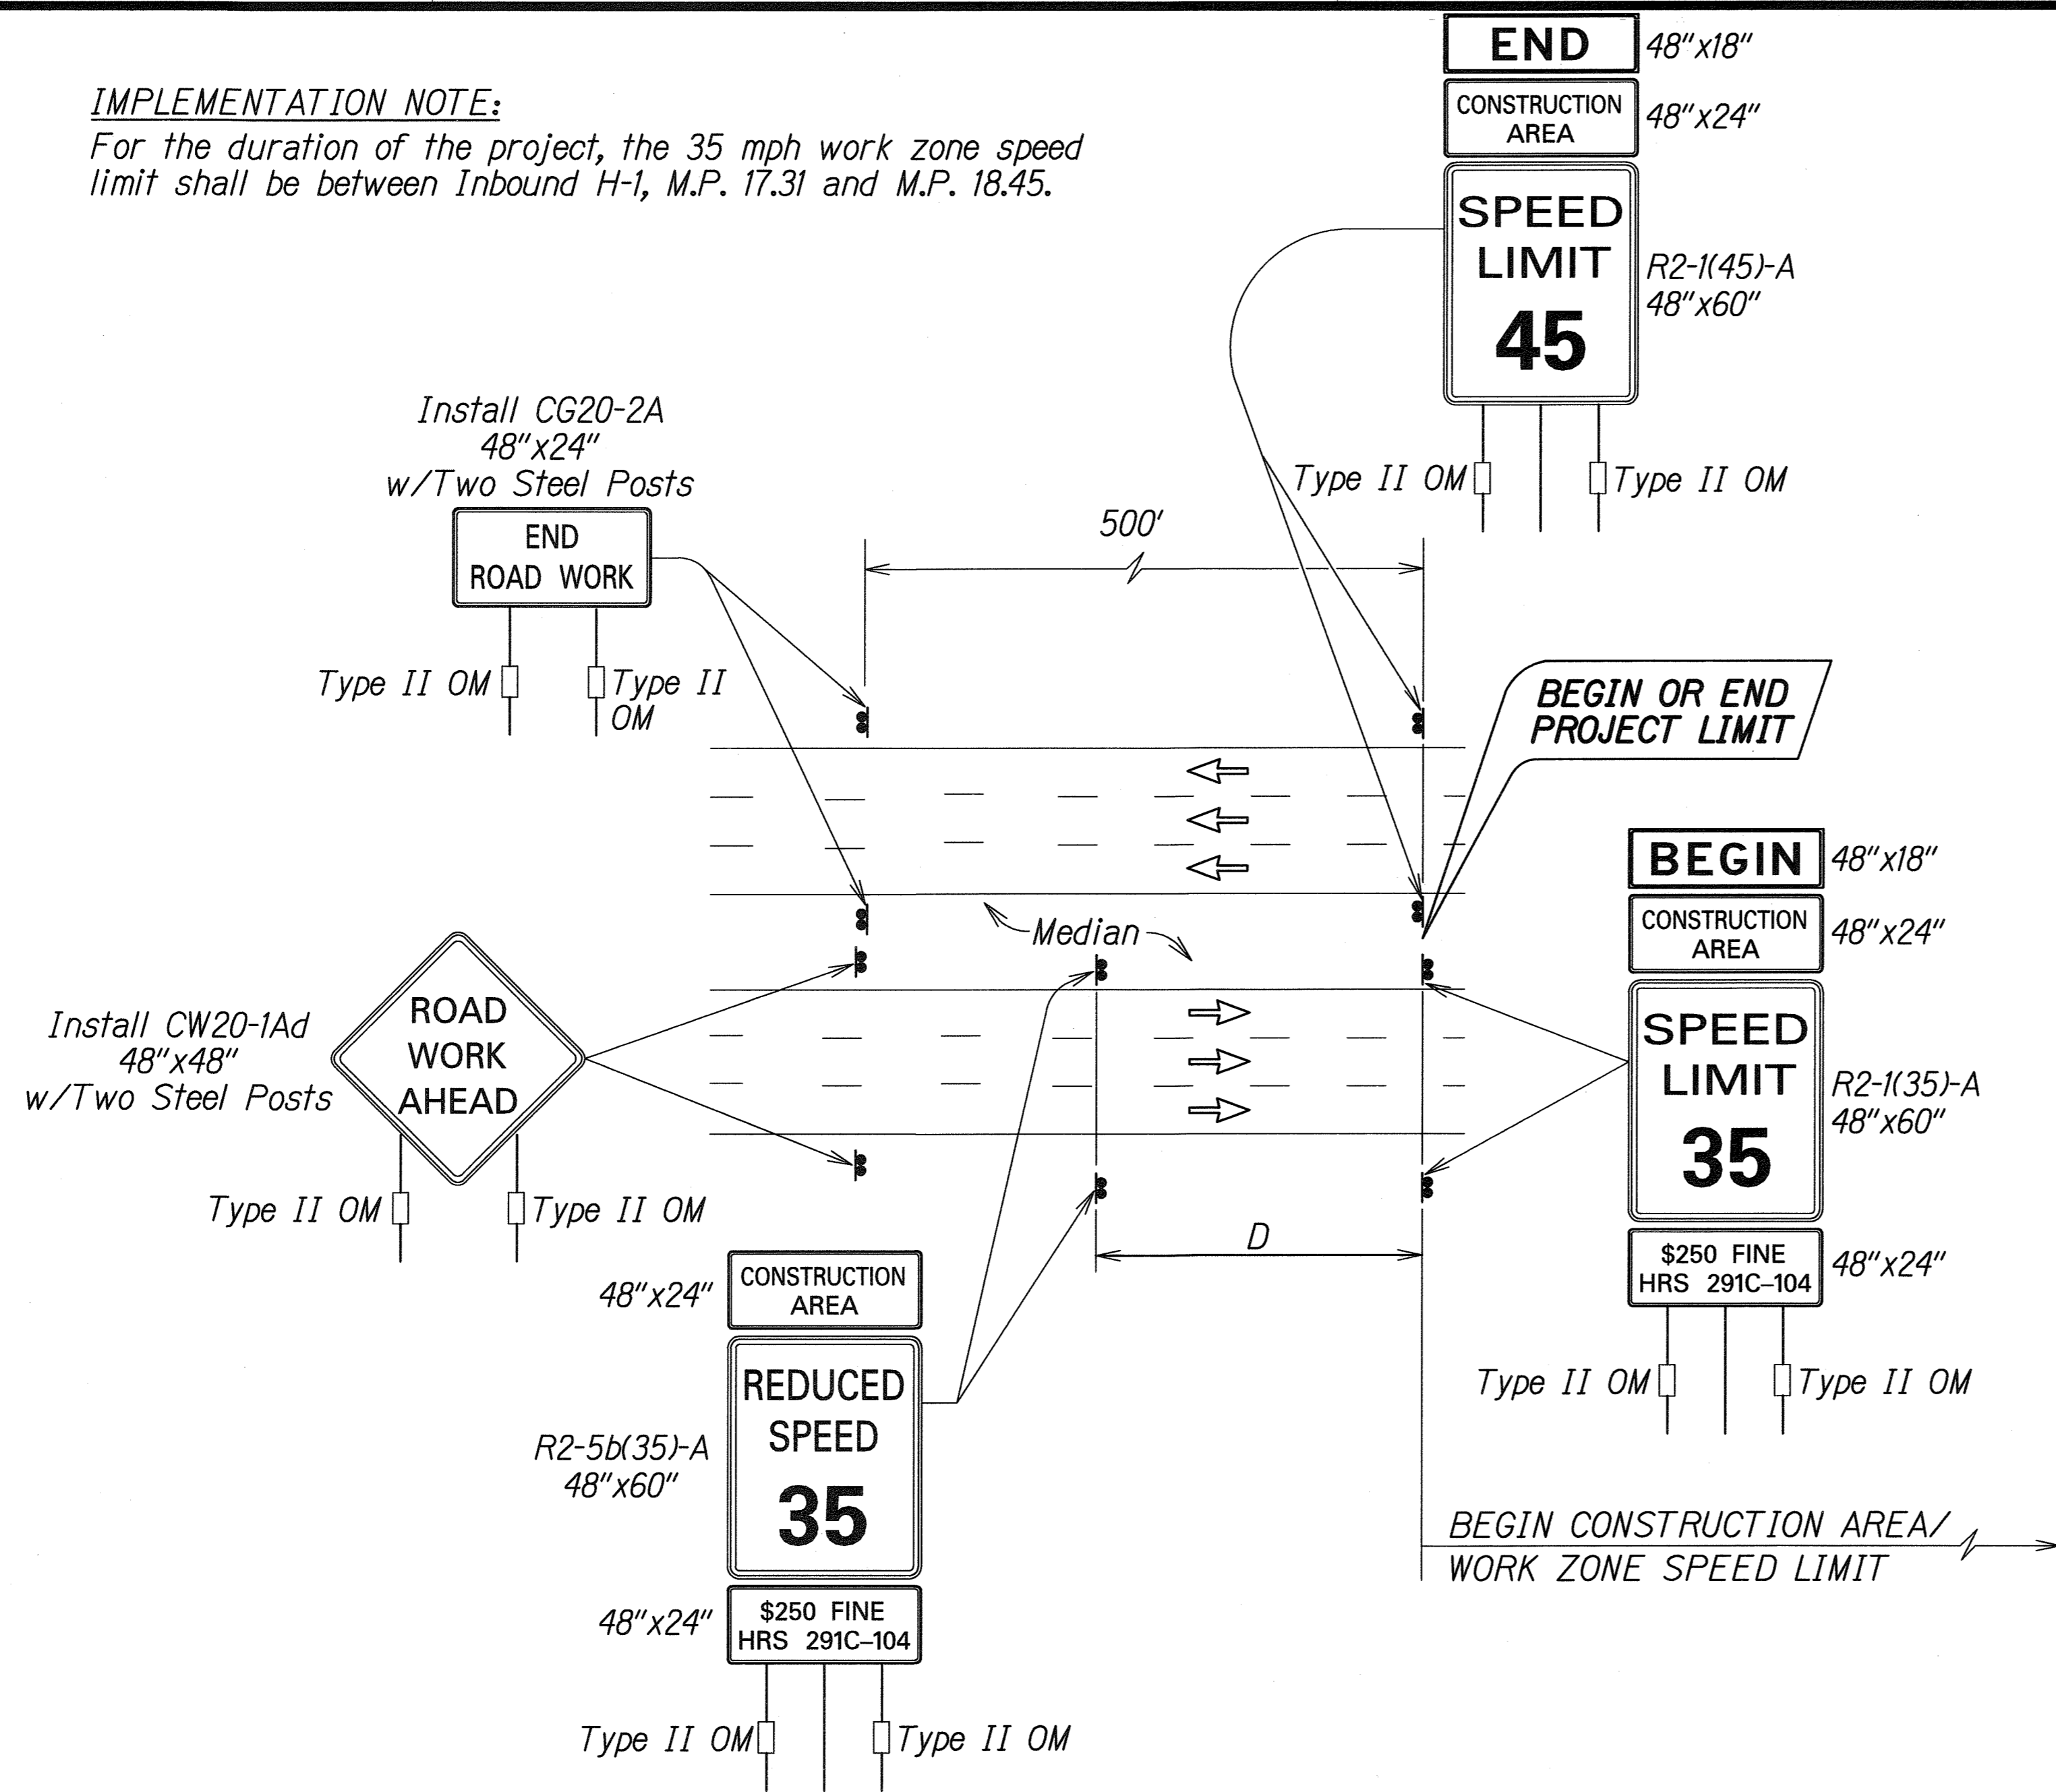 END
48"x18"
CONSTRUCTION
AREA
48"x24"
SPEED
LIMIT
45
R2-1(45)-A
48"x60"
Type II OM
Type II OM
IMPLEMENTATION NOTE:
For the duration of the project, the 35 mph work zone speed
limit shall be between Inbound H-1, M.P. 17.31 and M.P. 18.45.
Install CG20-2A
48"x24"
w/Two Steel Posts
END
ROAD WORK
Type II OM
Type II
OM
500'
BEGIN OR END
PROJECT LIMIT
Median
BEGIN
48"x18"
CONSTRUCTION
AREA
48"x24"
SPEED
LIMIT
35
R2-1(35)-A
48"x60"
$250 FINE
HRS 291C–104
48"x24"
Type II OM
Type II OM
Install CW20-1Ad
48"x48"
w/Two Steel Posts
ROAD
WORK
AHEAD
Type II OM
Type II OM
D
48"x24"
CONSTRUCTION
AREA
REDUCED
SPEED
35
R2-5b(35)-A
48"x60"
48"x24"
$250 FINE
HRS 291C–104
Type II OM
Type II OM
BEGIN CONSTRUCTION AREA/
WORK ZONE SPEED LIMIT